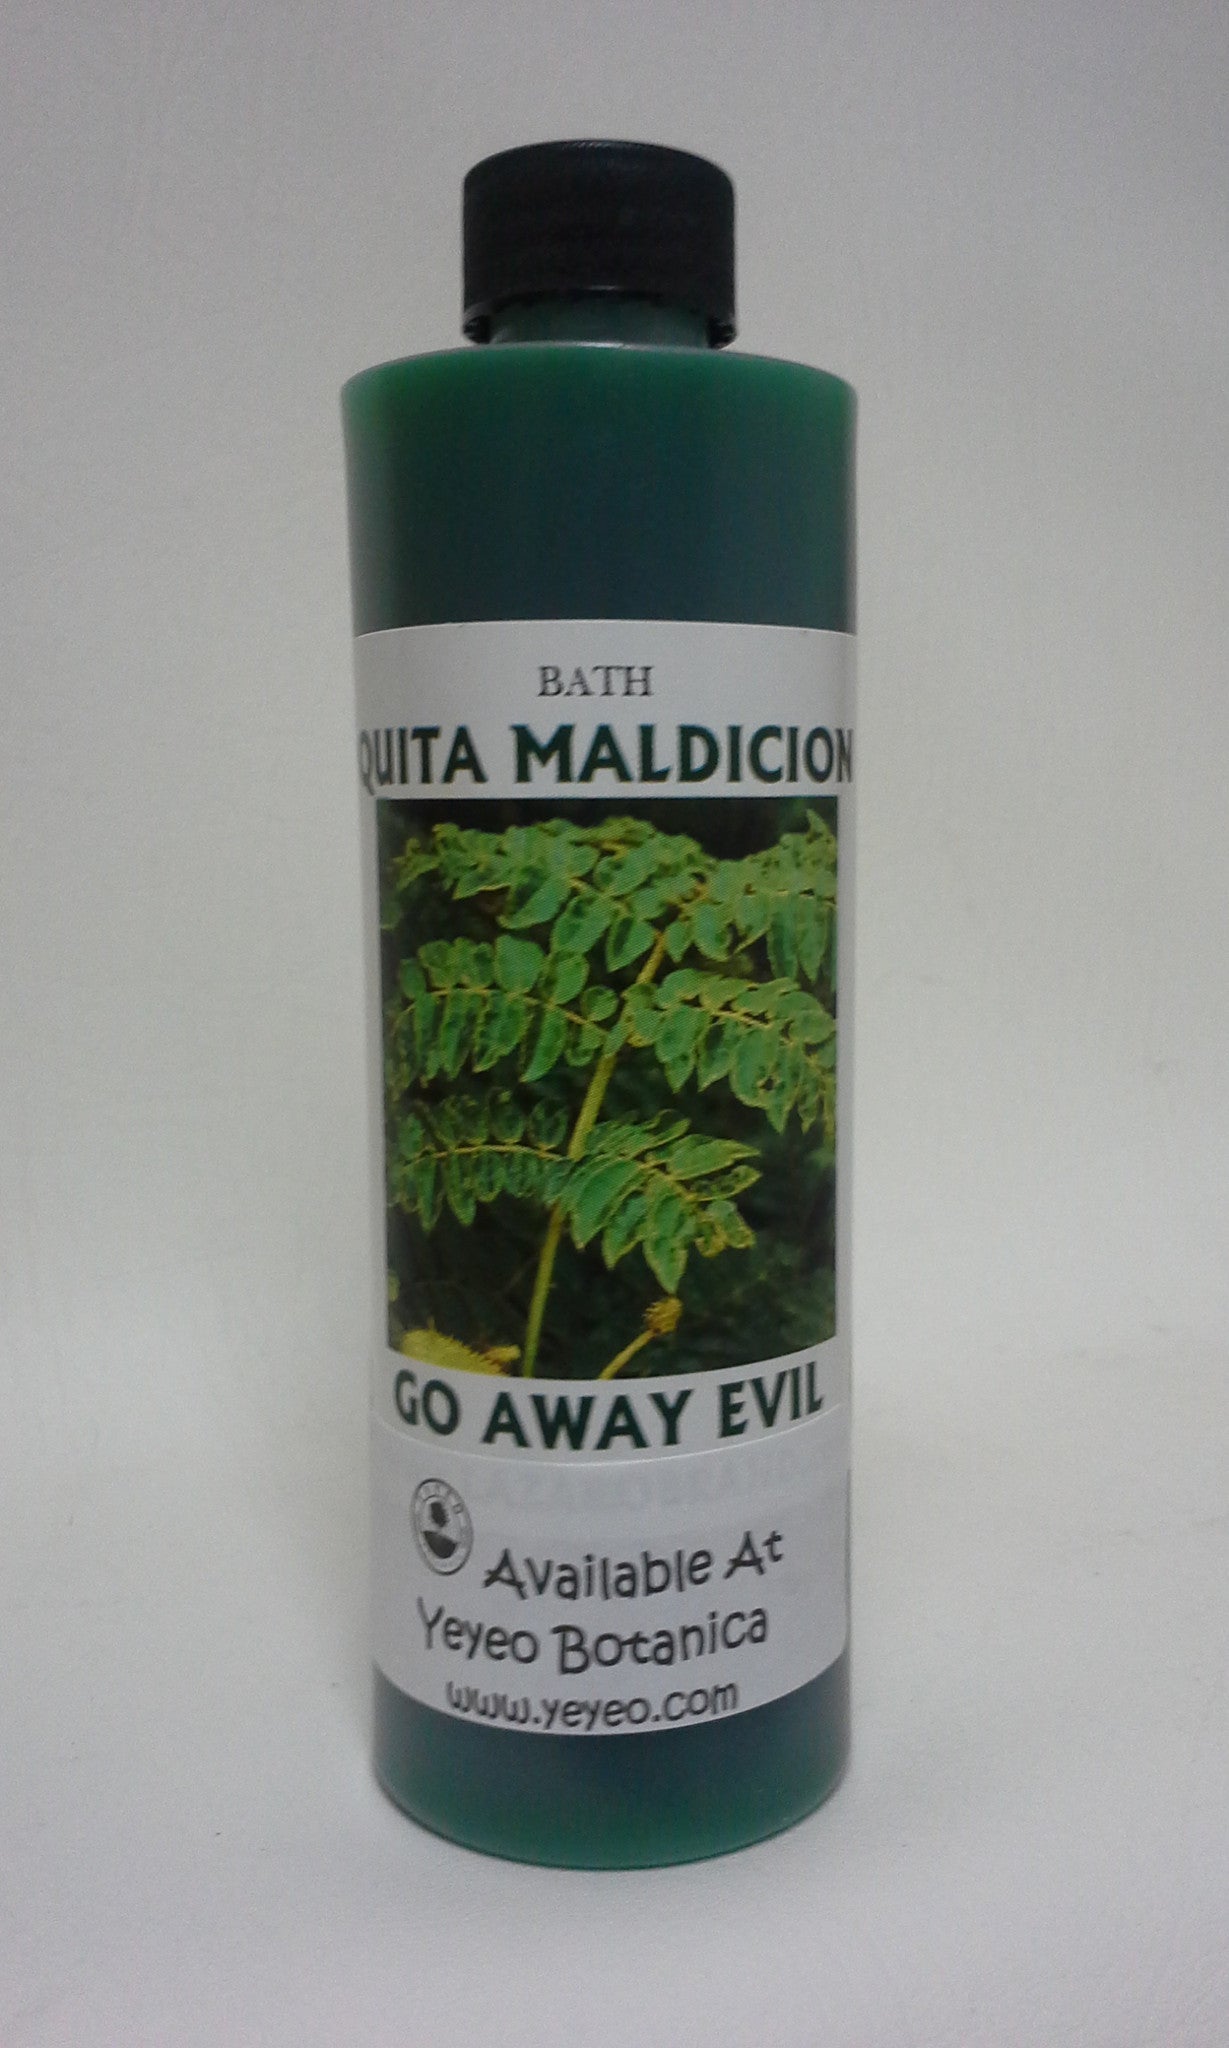 BATH
QUITA MALDICION
GO AWAY EVIL
Available At
Yeyeo Botanica
www.yeyeo.com